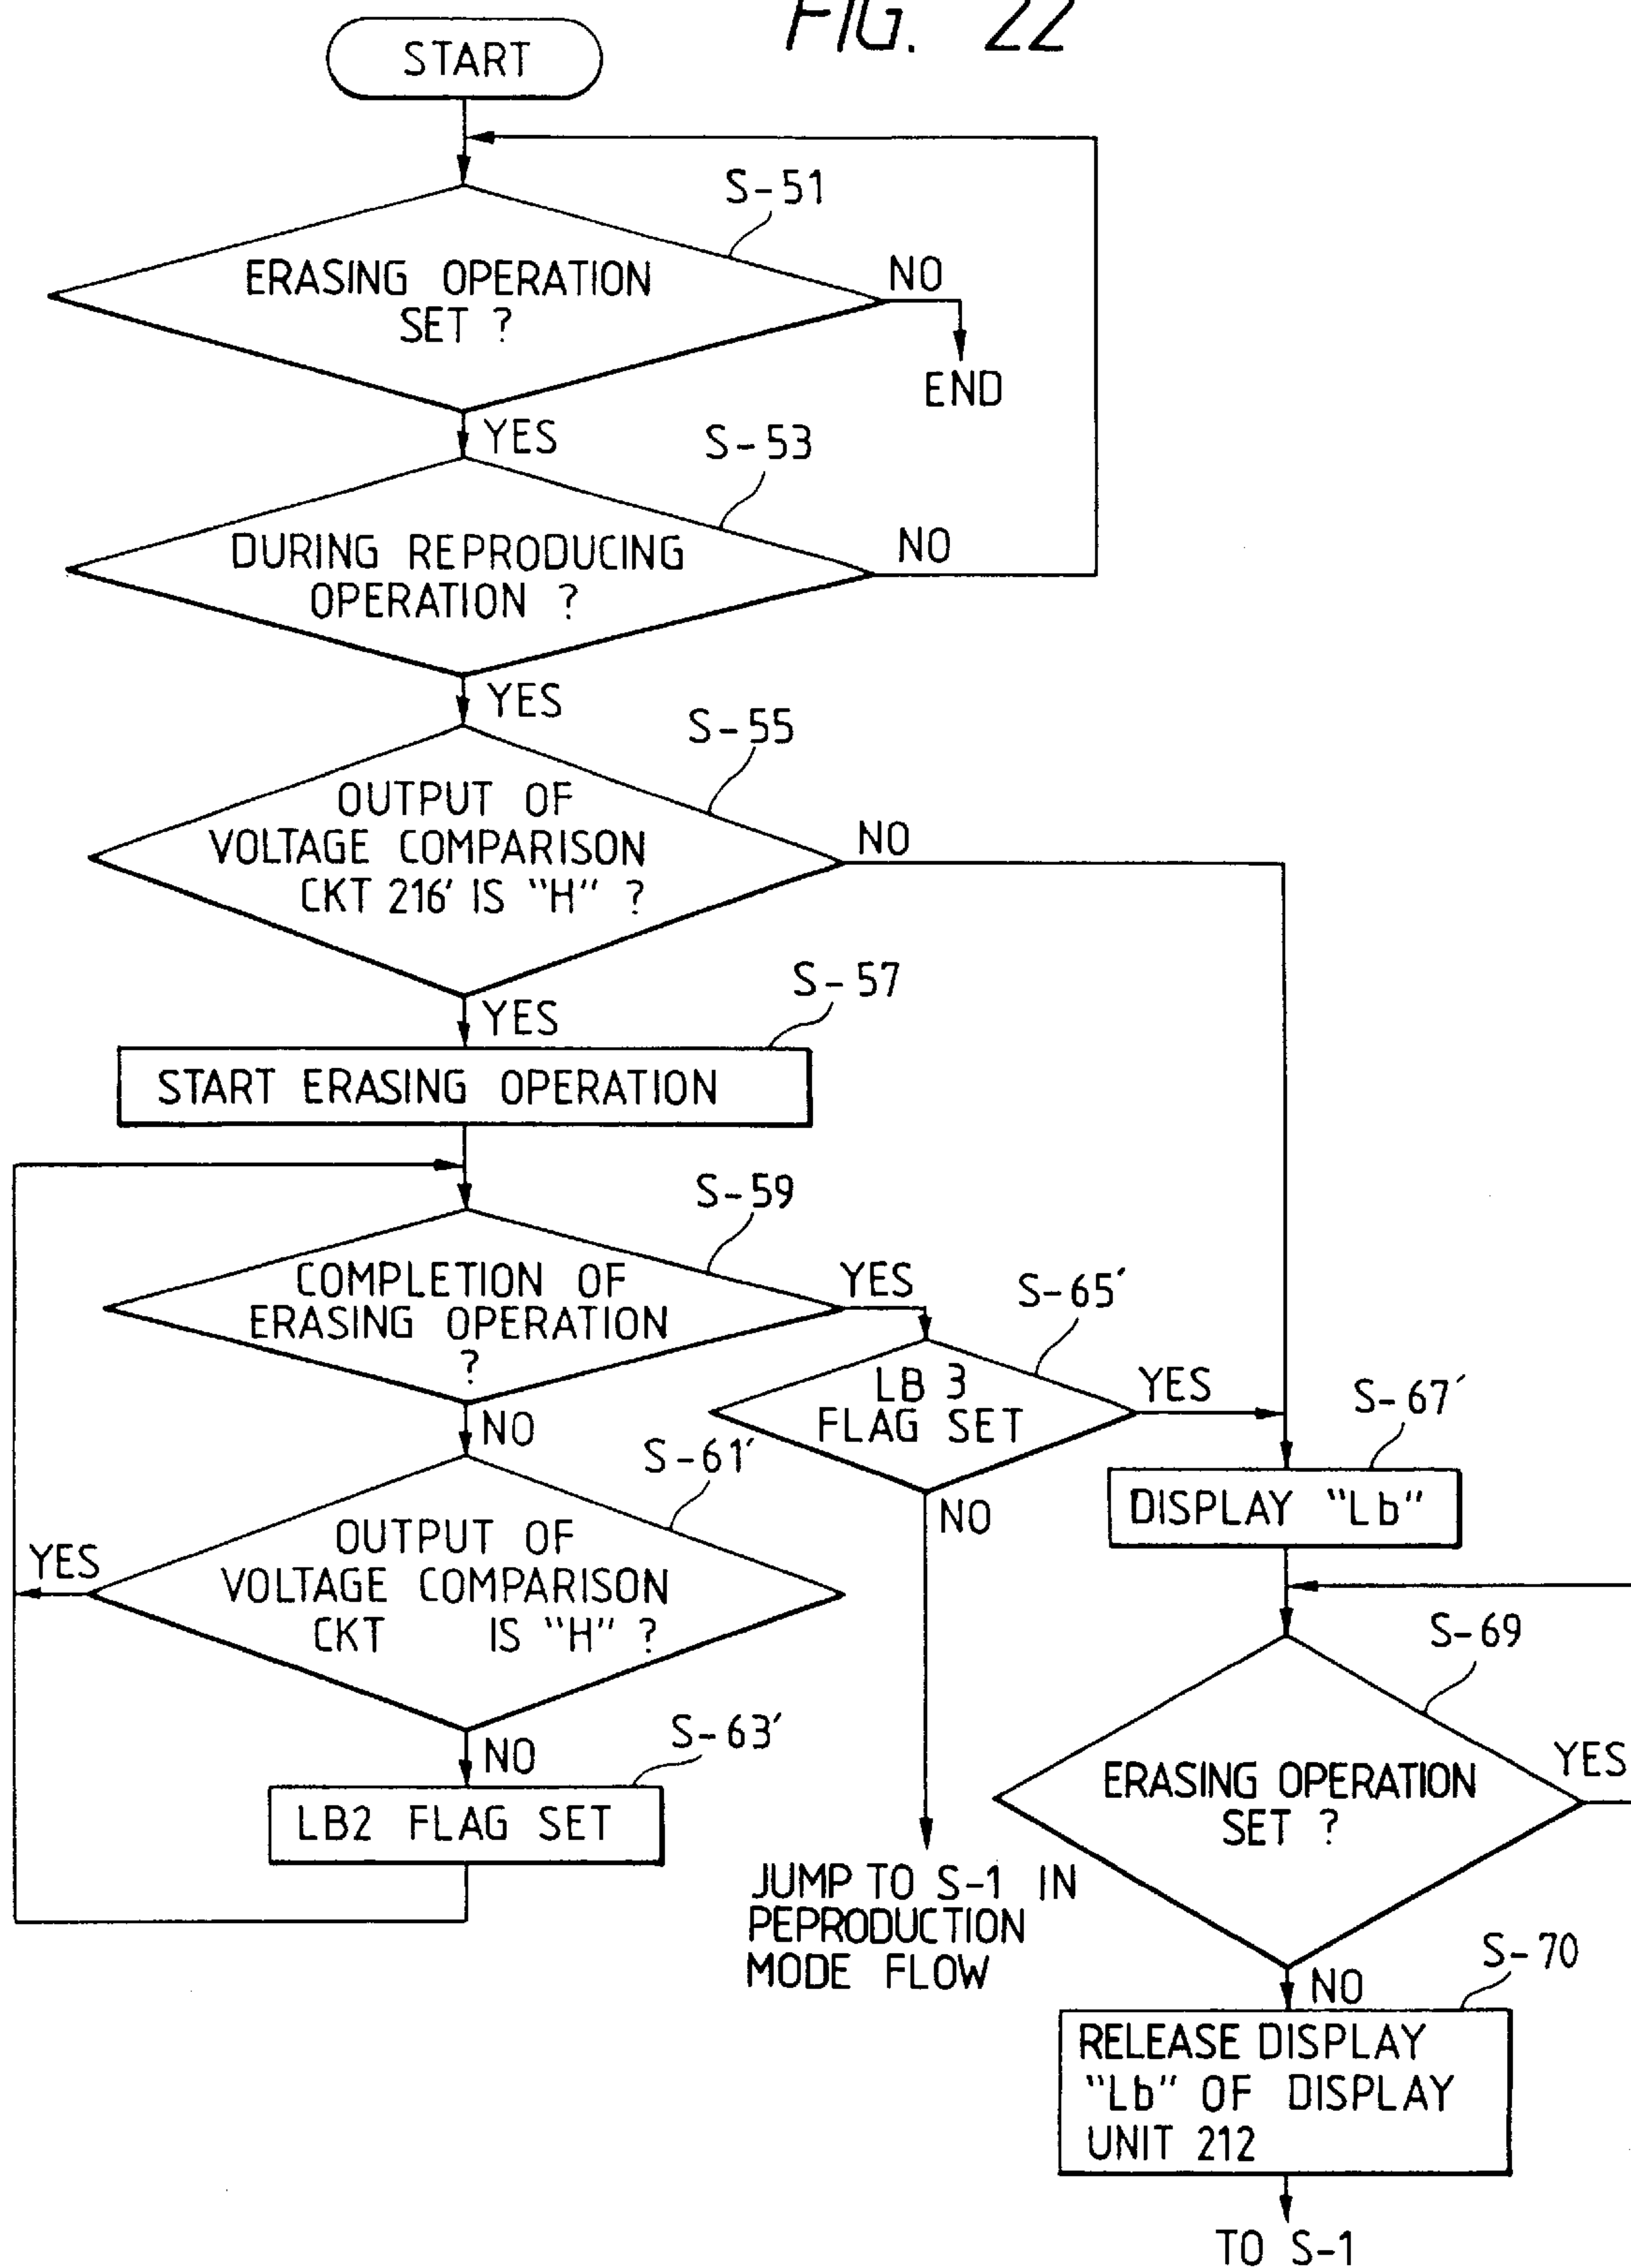 FIG. 22
START
S-51
ERASING OPERATION
SET ?
NO
END
YES
S-53
DURING REPRODUCING
OPERATION ?
NO
YES
S-55
OUTPUT OF
VOLTAGE COMPARISON
CKT 216' IS "H" ?
NO
YES
S-57
START ERASING OPERATION
S-59
COMPLETION OF
ERASING OPERATION
?
YES
NO
S-65'
LB 3
FLAG SET
YES
NO
S-67'
DISPLAY "Lb"
S-61'
OUTPUT OF
VOLTAGE COMPARISON
CKT IS "H" ?
YES
NO
S-63'
LB2 FLAG SET
JUMP TO S-1 IN
PEPRODUCTION
MODE FLOW
S-69
ERASING OPERATION
SET ?
YES
NO
S-70
RELEASE DISPLAY
"Lb" OF DISPLAY
UNIT 212
TO S-1